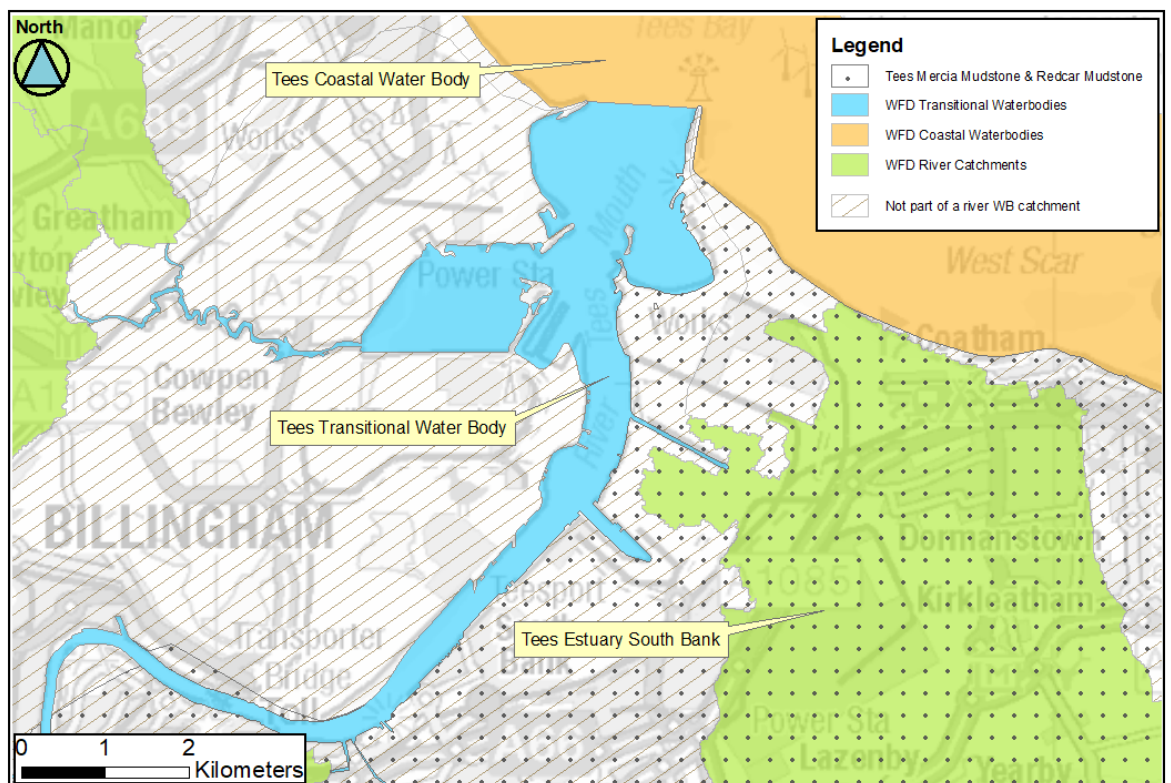 North
Manor
Tees Bay
Tees Coastal Water Body
Legend
Tees Mercia Mudstone & Redcar Mudstone
WFD Transitional Waterbodies
WFD Coastal Waterbodies
WFD River Catchments
Not part of a river WB catchment
A689
Works
Greatham
Mouth
Tees
River
West Scar
A178
Power Sta
Works
Coatham
A1185
Cowpen
Bewley
Tees Transitional Water Body
BILLINGHAM
Dormanstown
Teesport
A1085
Kirkleatham
Transporter
Bridge
Tees Estuary South Bank
Bank
Power Sta
Lazenby
0 1 2
Kilometers